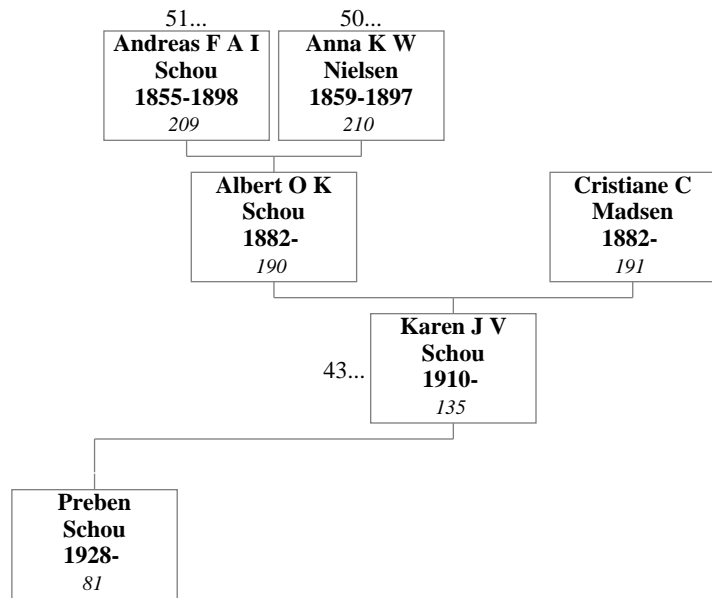 51...
50...
Andreas F A I
Schou
1855-1898
209
Anna K W
Nielsen
1859-1897
210
Albert O K
Schou
1882-
190
Cristiane C
Madsen
1882-
191
43...
Karen J V
Schou
1910-
135
Preben
Schou
1928-
81